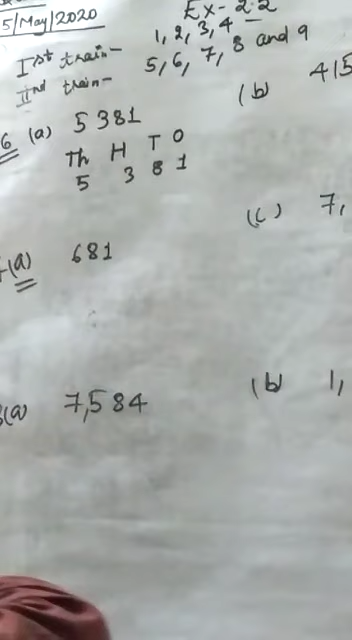 5/May/2020
Ex-2.2
Ist train- 1, 2, 3, 4
IInd train- 5, 6, 7, 8 and 9
6 (a) 5381 (b) 415
Th H T O
5 3 8 1
(a) 681 (c) 7,
(a) 7,584 (b) 1,